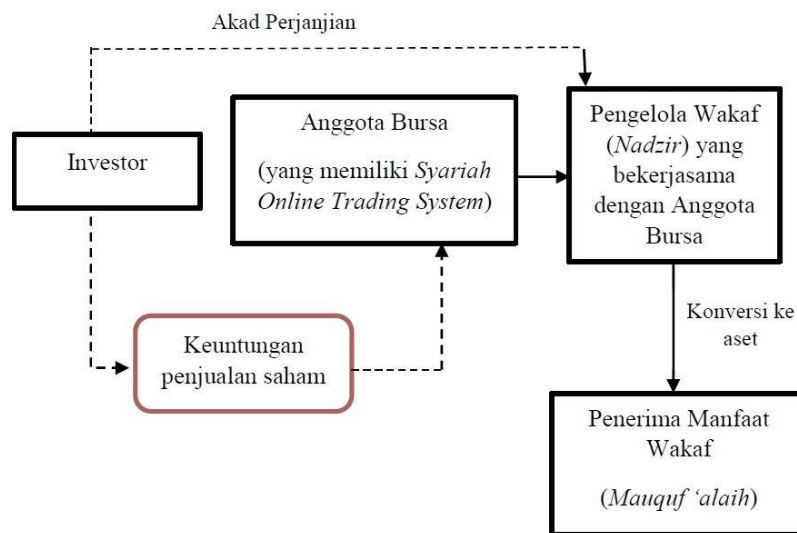 Akad Perjanjian
Investor
Anggota Bursa
(yang memiliki Syariah
Online Trading System)
Pengelola Wakaf
(Nadzir) yang
bekerjasama
dengan Anggota
Bursa
Keuntungan
penjualan saham
Konversi ke
aset
Penerima Manfaat
Wakaf
(Mauquf ‘alaih)